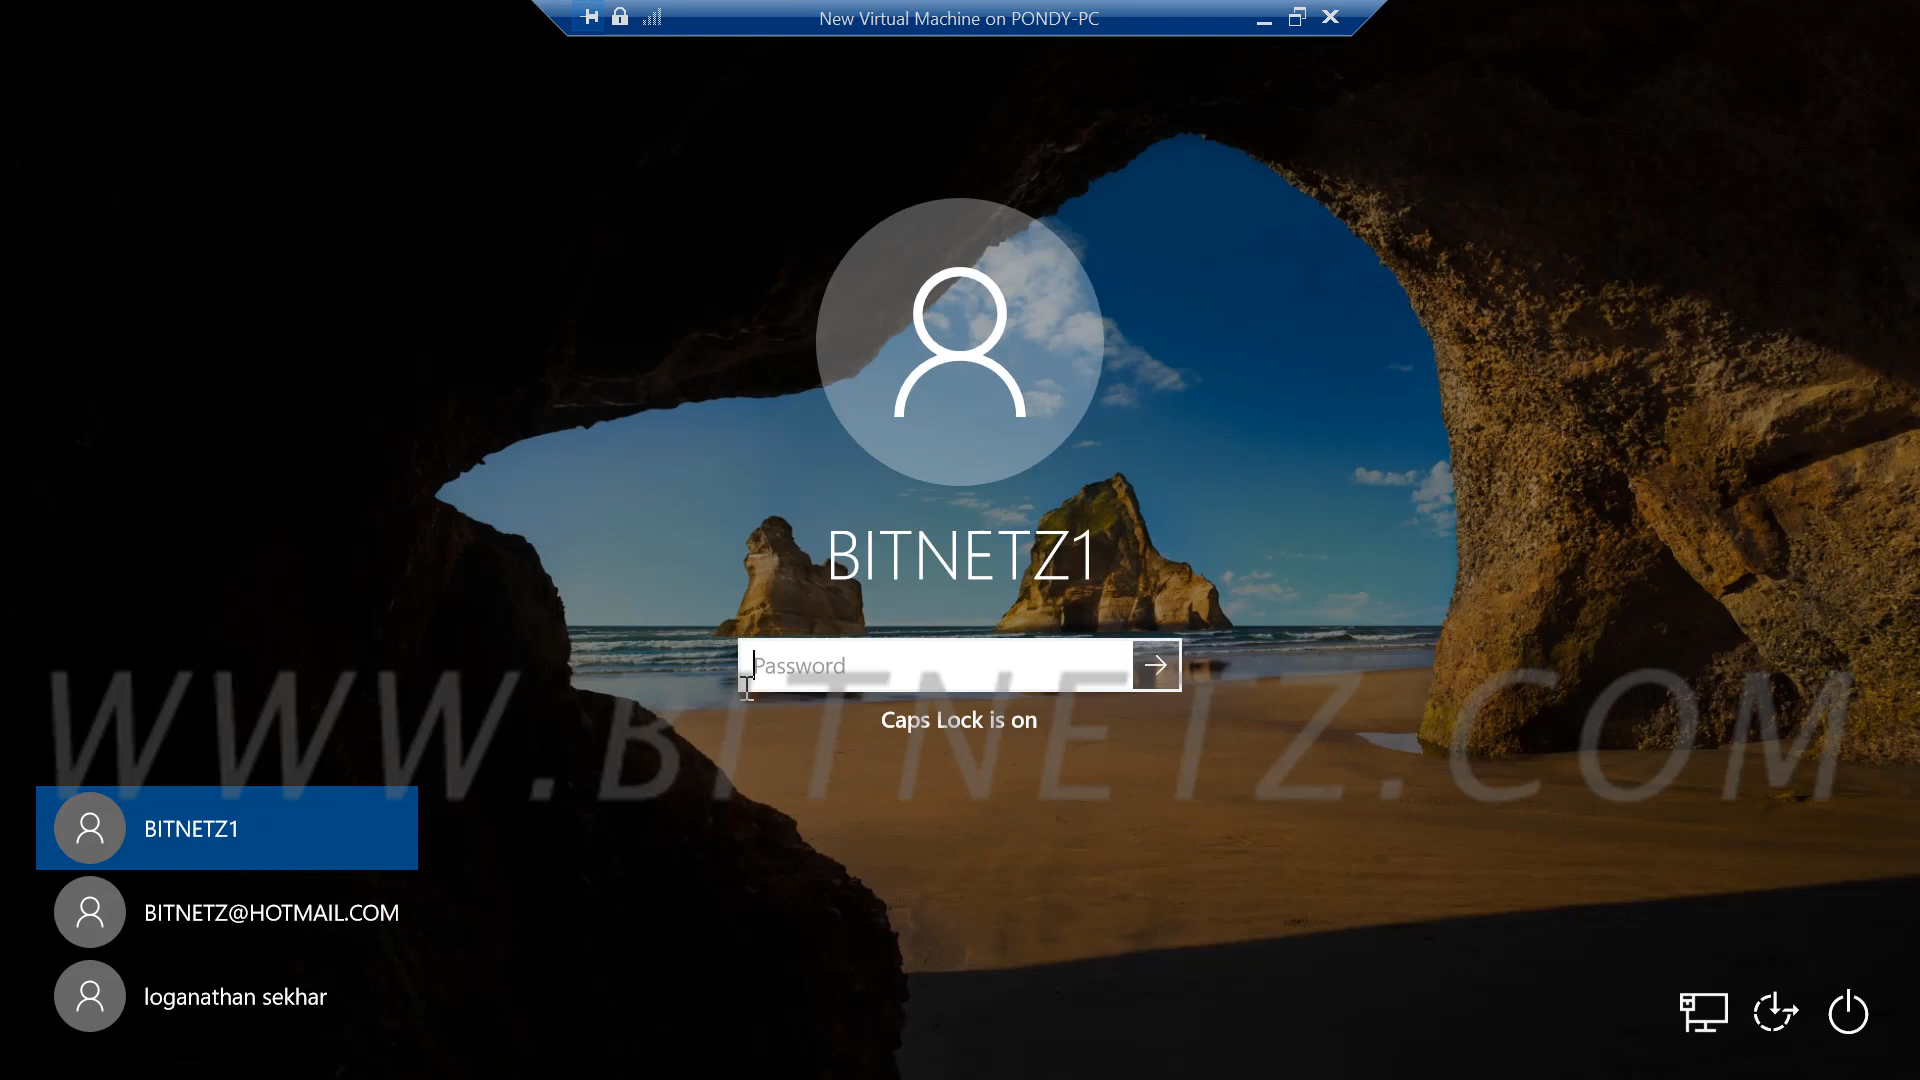 New Virtual Machine on PONDY-PC
BITNETZ1
Password
Caps Lock is on
WWW.BITNETZ.COM
BITNETZ1
BITNETZ@HOTMAIL.COM
loganathan sekhar